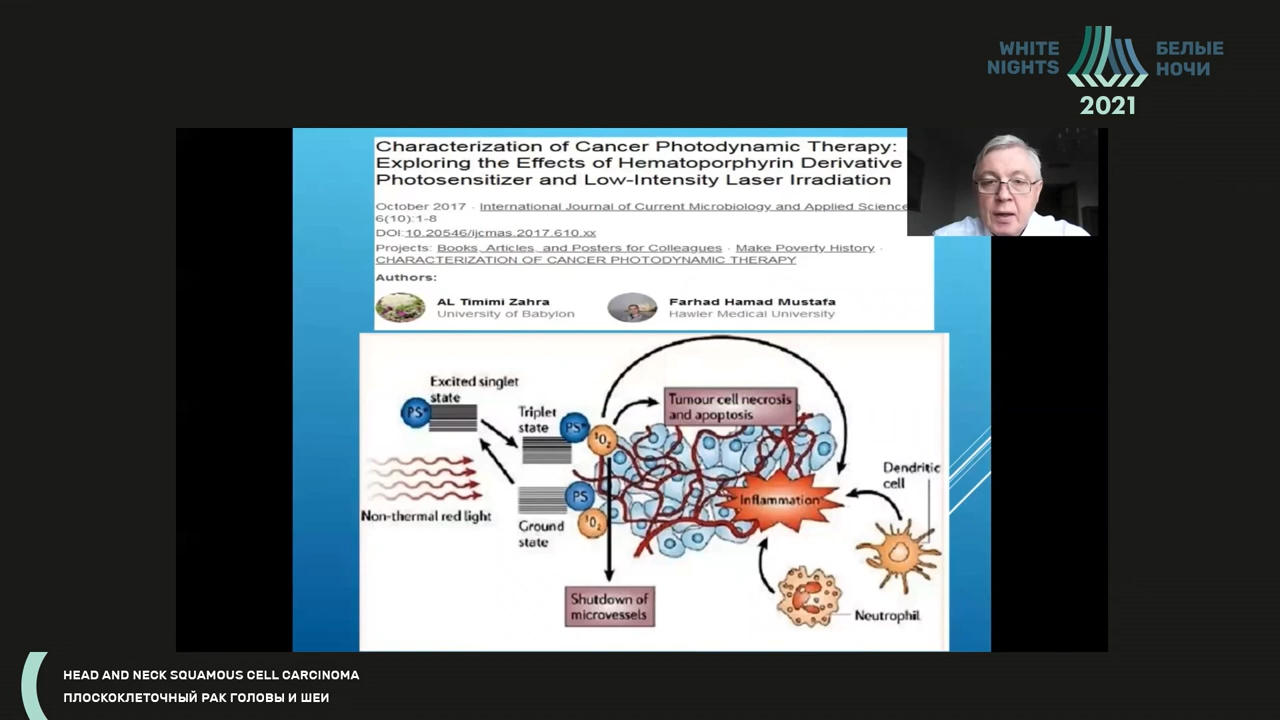 WHITE NIGHTS
БЕЛЫЕ НОЧИ
2021
Characterization of Cancer Photodynamic Therapy:
Exploring the Effects of Hematoporphyrin Derivative
Photosensitizer and Low-Intensity Laser Irradiation
October 2017 · International Journal of Current Microbiology and Applied Science
6(10):1-8
DOI:10.20546/ijcmas.2017.610.xx
Projects: Books, Articles, and Posters for Colleagues · Make Poverty History ·
CHARACTERIZATION OF CANCER PHOTODYNAMIC THERAPY
Authors:
AL Timimi Zahra
University of Babylon
Farhad Hamad Mustafa
Hawler Medical University
Excited singlet
state
PS*
Triplet
state
PS*
¹O₂
Tumour cell necrosis
and apoptosis
Non-thermal red light
PS
¹O₂
Ground
state
Inflammation
Dendritic
cell
Shutdown of
microvessels
Neutrophil
HEAD AND NECK SQUAMOUS CELL CARCINOMA
ПЛОСКОКЛЕТОЧНЫЙ РАК ГОЛОВЫ И ШЕИ